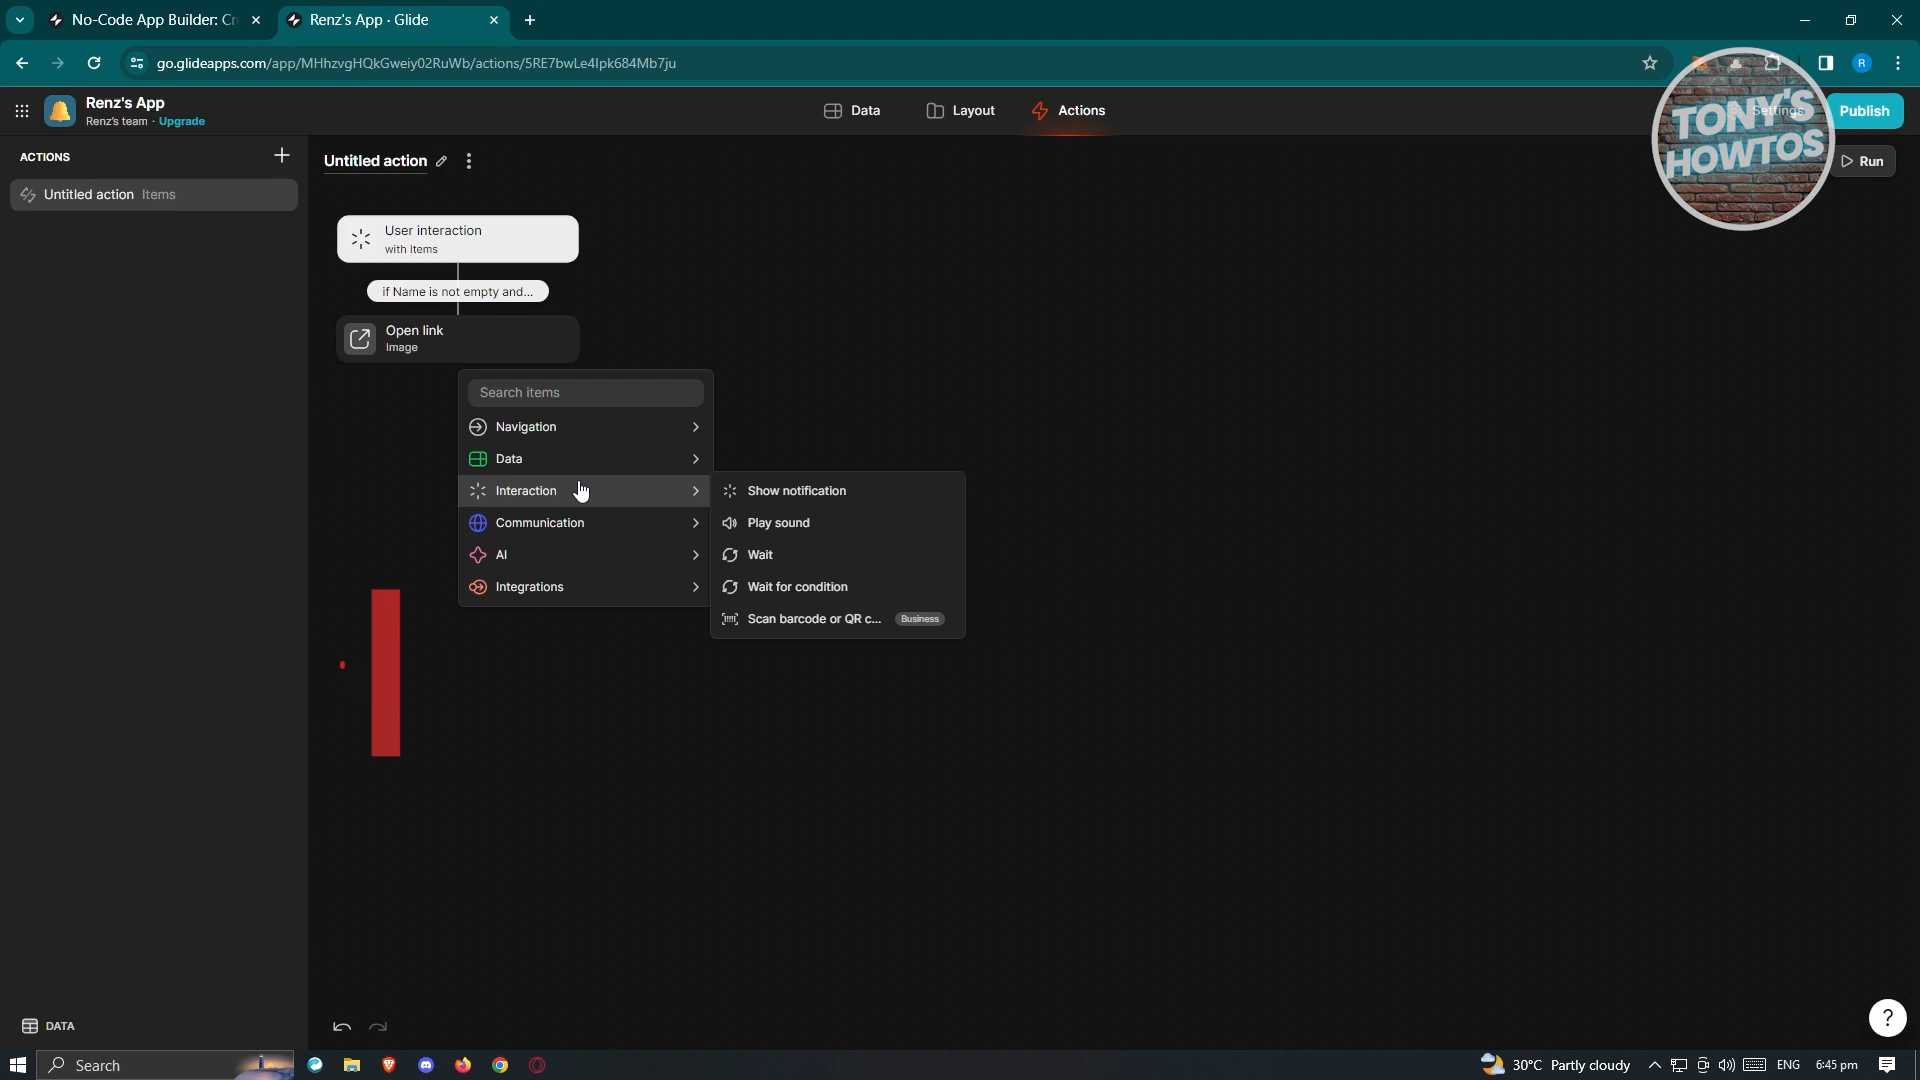 No-Code App Builder: Cr
Renz's App · Glide
go.glideapps.com/app/MHhzvgHQkGweiy02RuWb/actions/5RE7bwLe4lpk684Mb7ju
R
Renz's App
Renz's team · Upgrade
Data
Layout
Actions
Settings
Publish
TONY'S
HOWTOS
ACTIONS
Untitled action
Run
Untitled action Items
User interaction
with Items
if Name is not empty and...
Open link
Image
Search items
Navigation
Data
Interaction
Communication
AI
Integrations
Show notification
Play sound
Wait
Wait for condition
Scan barcode or QR c... Business
DATA
?
Search
30°C Partly cloudy
ENG
6:45 pm